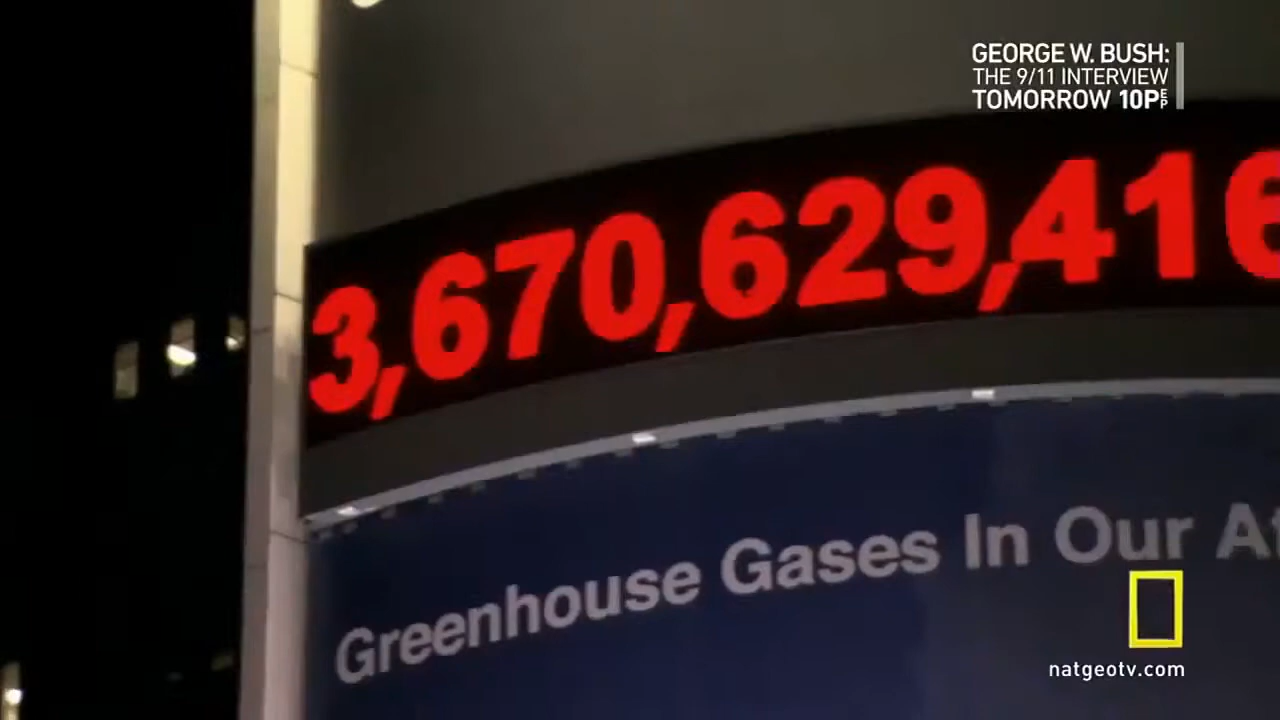 GEORGE W. BUSH:
THE 9/11 INTERVIEW
TOMORROW 10P E P
3,670,629,416
Greenhouse Gases In Our
natgeotv.com